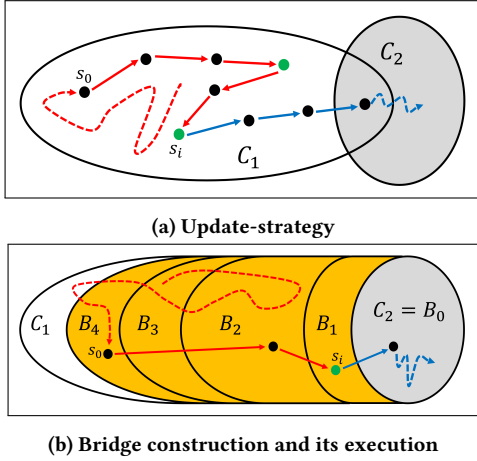 C₂
s₀
sᵢ
C₁
(a) Update-strategy
C₁ B₄ B₃ B₂ B₁ C₂ = B₀
s₀
sᵢ
(b) Bridge construction and its execution